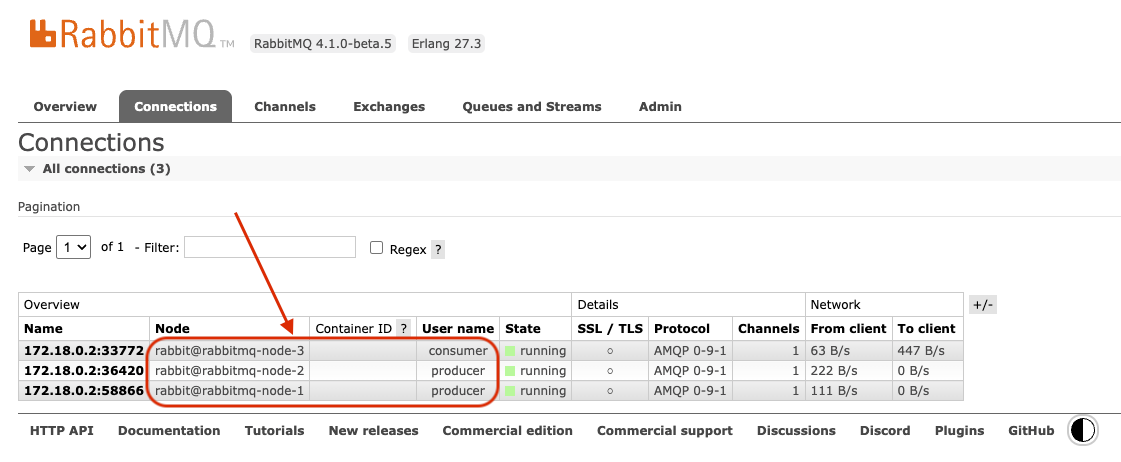 RabbitMQ TM RabbitMQ 4.1.0-beta.5 Erlang 27.3
Overview Connections Channels Exchanges Queues and Streams Admin
Connections
All connections (3)
Pagination
Page 1 of 1 - Filter: Regex ?
Overview Details Network +/-
Name Node Container ID ? User name State SSL / TLS Protocol Channels From client To client
172.18.0.2:33772 rabbit@rabbitmq-node-3 consumer running ○ AMQP 0-9-1 1 63 B/s 447 B/s
172.18.0.2:36420 rabbit@rabbitmq-node-2 producer running ○ AMQP 0-9-1 1 222 B/s 0 B/s
172.18.0.2:58866 rabbit@rabbitmq-node-1 producer running ○ AMQP 0-9-1 1 111 B/s 0 B/s
HTTP API Documentation Tutorials New releases Commercial edition Commercial support Discussions Discord Plugins GitHub